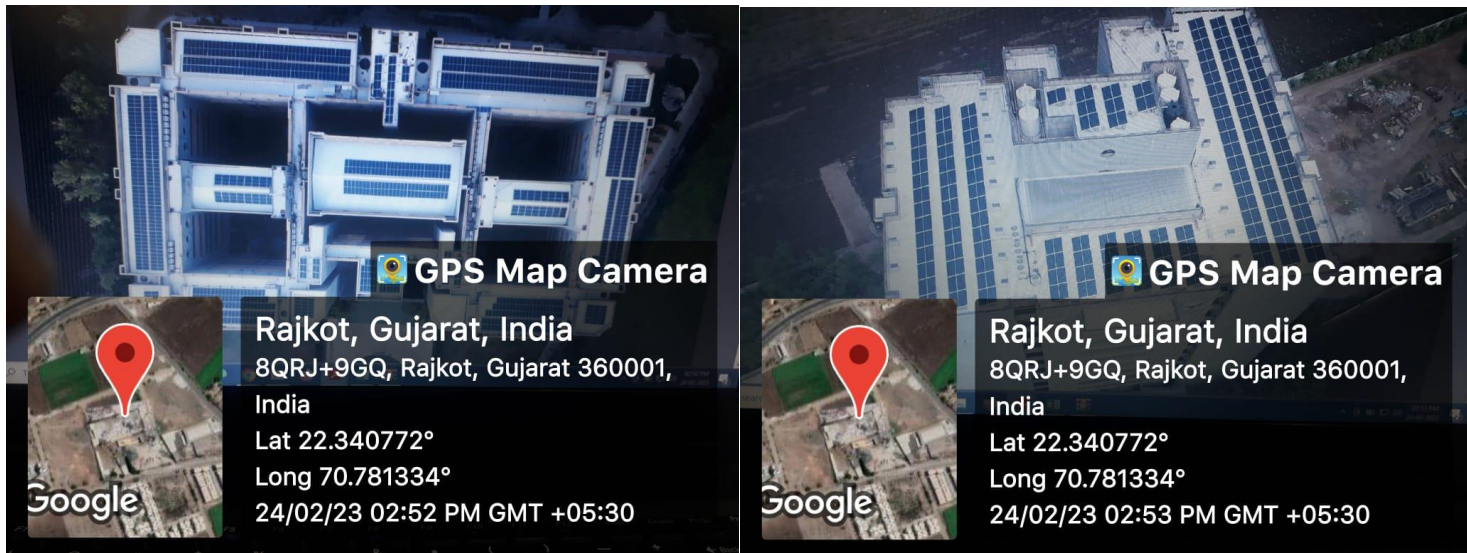 GPS Map Camera
Rajkot, Gujarat, India
8QRJ+9GQ, Rajkot, Gujarat 360001,
India
Lat 22.340772°
Long 70.781334°
24/02/23 02:52 PM GMT +05:30
Google
GPS Map Camera
Rajkot, Gujarat, India
8QRJ+9GQ, Rajkot, Gujarat 360001,
India
Lat 22.340772°
Long 70.781334°
24/02/23 02:53 PM GMT +05:30
Google